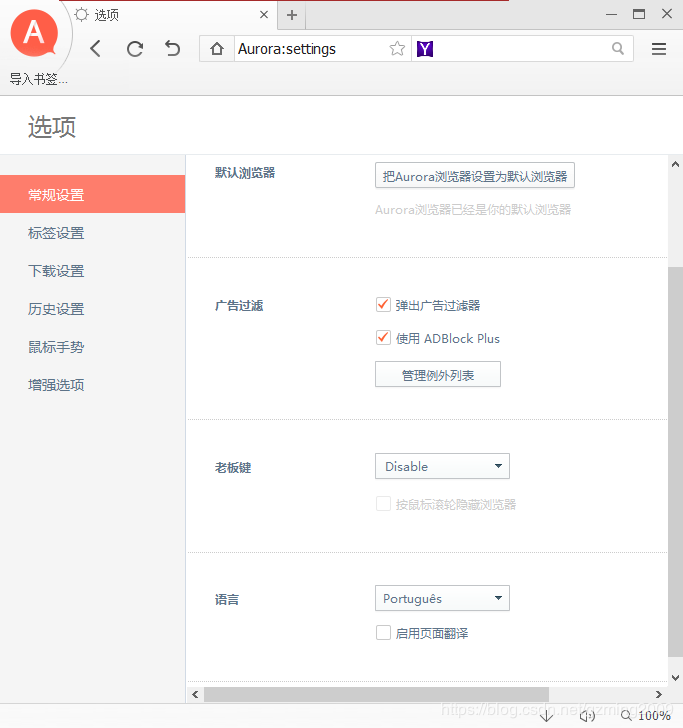 A
选项
导入书签...
Aurora:settings
Y
选项
常规设置
标签设置
下载设置
历史设置
鼠标手势
增强选项
默认浏览器
把Aurora浏览器设置为默认浏览器
Aurora浏览器已经是你的默认浏览器
广告过滤
弹出广告过滤器
使用 ADBlock Plus
管理例外列表
老板键
Disable
按鼠标滚轮隐藏浏览器
语言
Português
启用页面翻译
100%